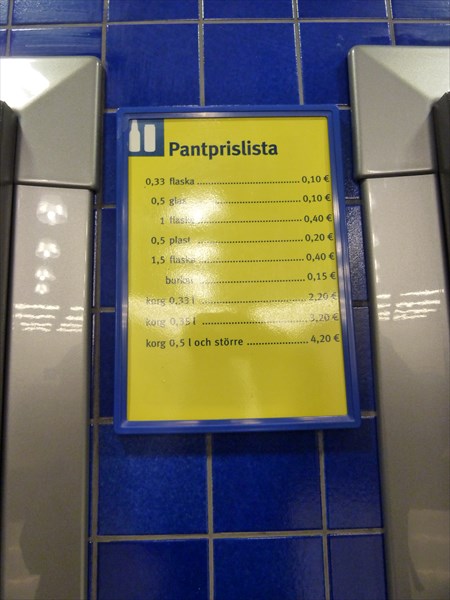 Pantprislista
0,33 flaska 0,10 €
0,5 glas 0,10 €
1 flaska 0,40 €
0,5 plast 0,20 €
1,5 flaska 0,40 €
burkar 0,15 €
korg 0,33 l 2,20 €
korg 0,35 l 3,20 €
korg 0,5 l och större 4,20 €